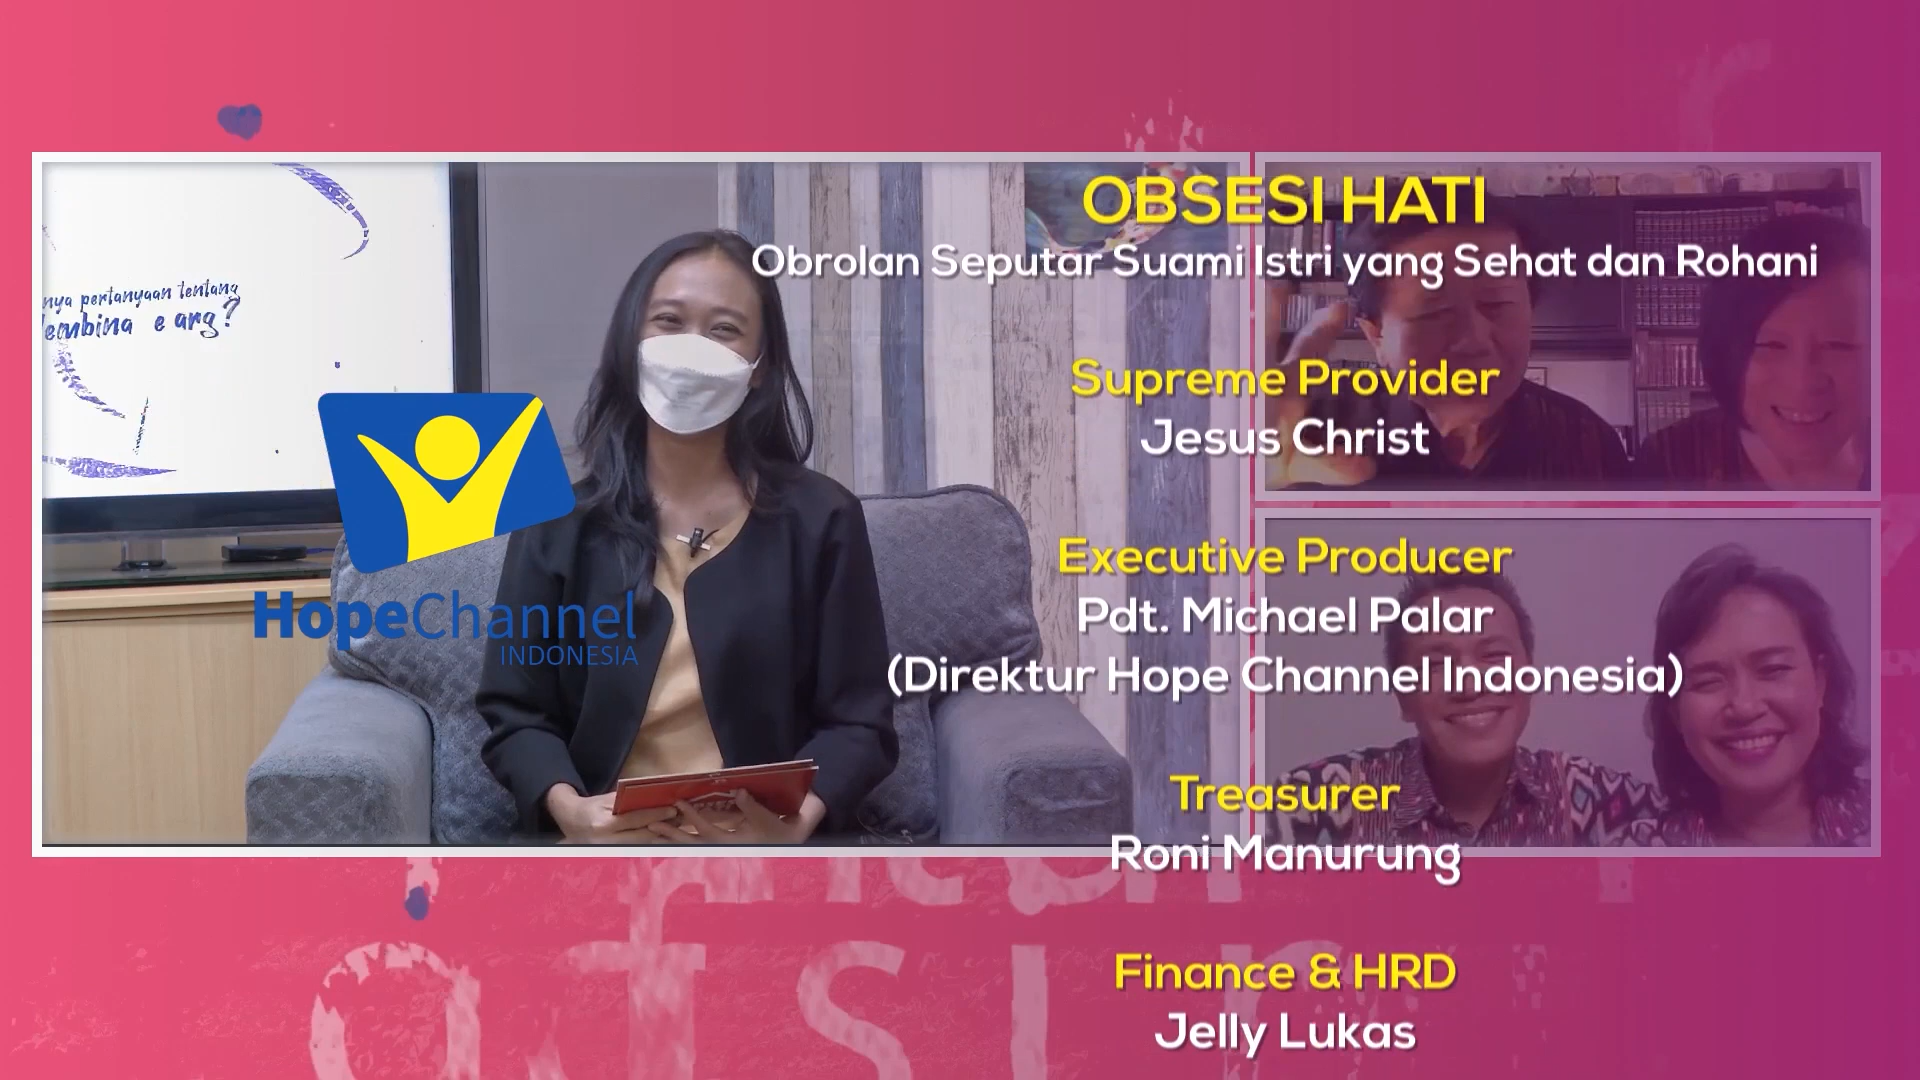 OBSESI HATI
Obrolan Seputar Suami Istri yang Sehat dan Rohani
Supreme Provider
Jesus Christ
Executive Producer
Pdt. Michael Palar
(Direktur Hope Channel Indonesia)
Treasurer
Roni Manurung
Finance & HRD
Jelly Lukas
nya pertanyaan tentang
HopeChannel
INDONESIA